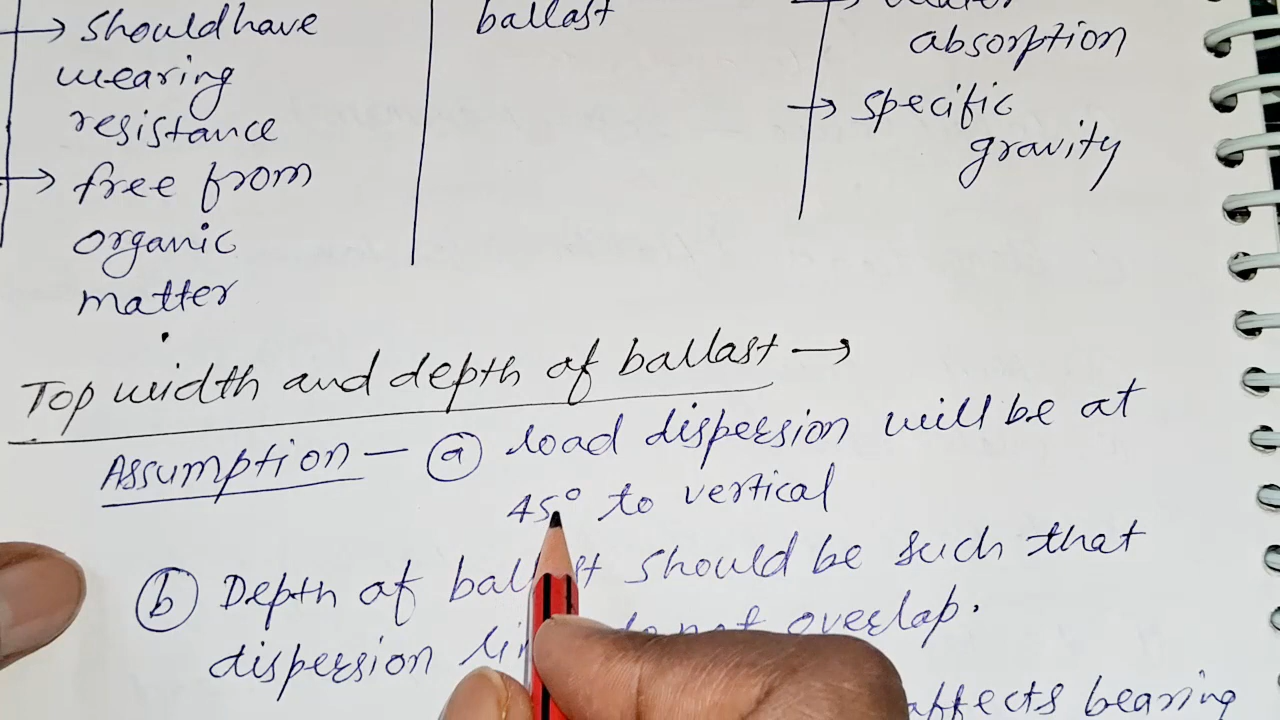 → should have
wearing
resistance
→ free from
organic
matter
ballast
absorption
→ specific
gravity
Top width and depth of ballast →
Assumption - (a) load dispersion will be at
45° to vertical
(b) Depth of should be such that
dispersion overlap.
affects bearing